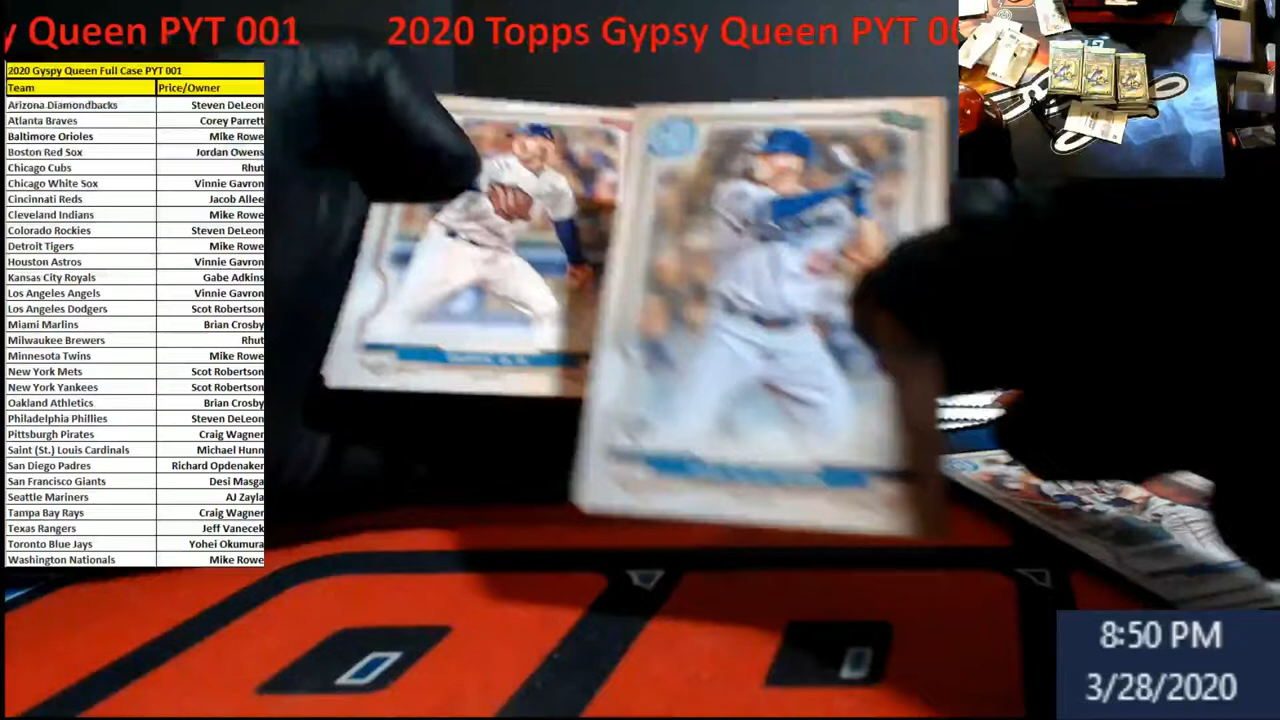 y Queen PYT 001 2020 Topps Gypsy Queen PYT 00
2020 Gyspy Queen Full Case PYT 001
Team Price/Owner
Arizona Diamondbacks Steven DeLeon
Atlanta Braves Corey Parrett
Baltimore Orioles Mike Rowe
Boston Red Sox Jordan Owens
Chicago Cubs Rhut
Chicago White Sox Vinnie Gavron
Cincinnati Reds Jacob Allee
Cleveland Indians Mike Rowe
Colorado Rockies Steven DeLeon
Detroit Tigers Mike Rowe
Houston Astros Vinnie Gavron
Kansas City Royals Gabe Adkins
Los Angeles Angels Vinnie Gavron
Los Angeles Dodgers Scot Robertson
Miami Marlins Brian Crosby
Milwaukee Brewers Rhut
Minnesota Twins Mike Rowe
New York Mets Scot Robertson
New York Yankees Scot Robertson
Oakland Athletics Brian Crosby
Philadelphia Phillies Steven DeLeon
Pittsburgh Pirates Craig Wagner
Saint (St.) Louis Cardinals Michael Hunn
San Diego Padres Richard Opdenaker
San Francisco Giants Desi Masga
Seattle Mariners AJ Zayla
Tampa Bay Rays Craig Wagner
Texas Rangers Jeff Vanecek
Toronto Blue Jays Yohei Okumura
Washington Nationals Mike Rowe
8:50 PM
3/28/2020